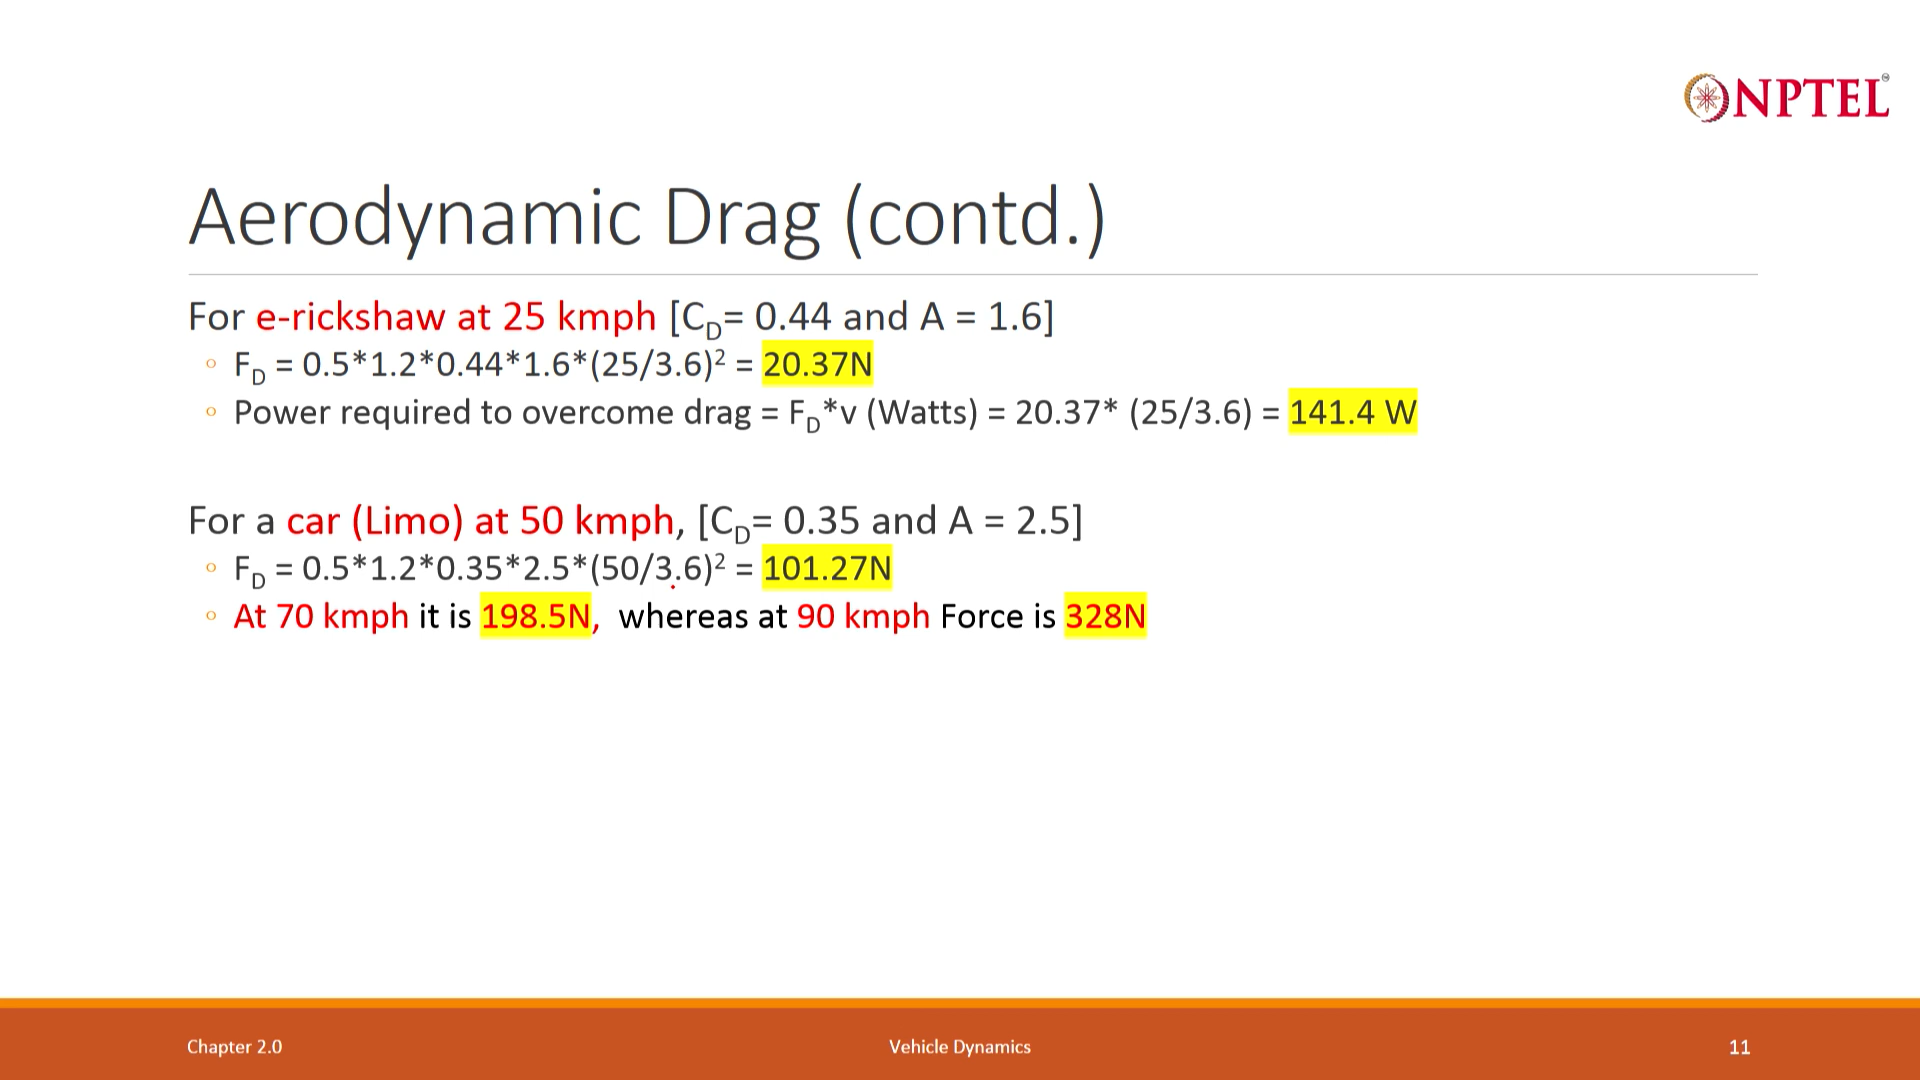 NPTEL
Aerodynamic Drag (contd.)
For e-rickshaw at 25 kmph [C_D= 0.44 and A = 1.6]
◦ F_D = 0.5*1.2*0.44*1.6*(25/3.6)² = 20.37N
◦ Power required to overcome drag = F_D*v (Watts) = 20.37* (25/3.6) = 141.4 W
For a car (Limo) at 50 kmph, [C_D= 0.35 and A = 2.5]
◦ F_D = 0.5*1.2*0.35*2.5*(50/3.6)² = 101.27N
◦ At 70 kmph it is 198.5N, whereas at 90 kmph Force is 328N
Chapter 2.0
Vehicle Dynamics
11